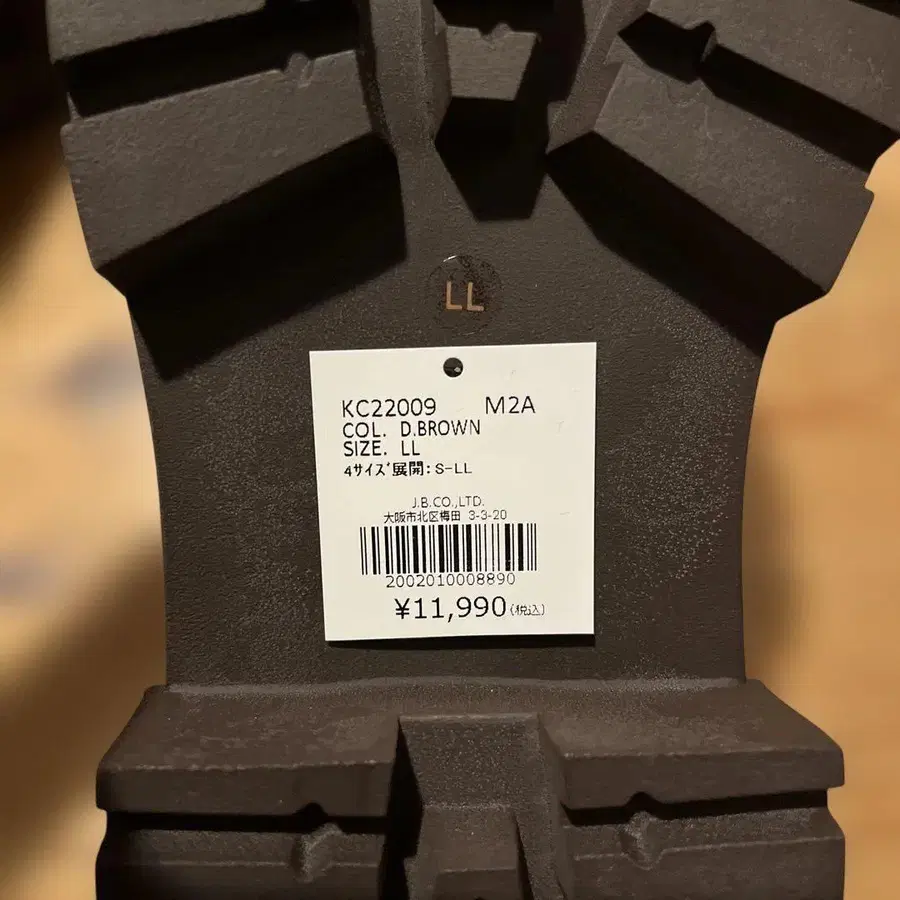 LL
KC22009 M2A
COL. D.BROWN
SIZE. LL
4サイズ展開:S-LL
J.B.CO.,LTD.
大阪市北区梅田 3-3-20
2002010008890
¥11,990(税込)